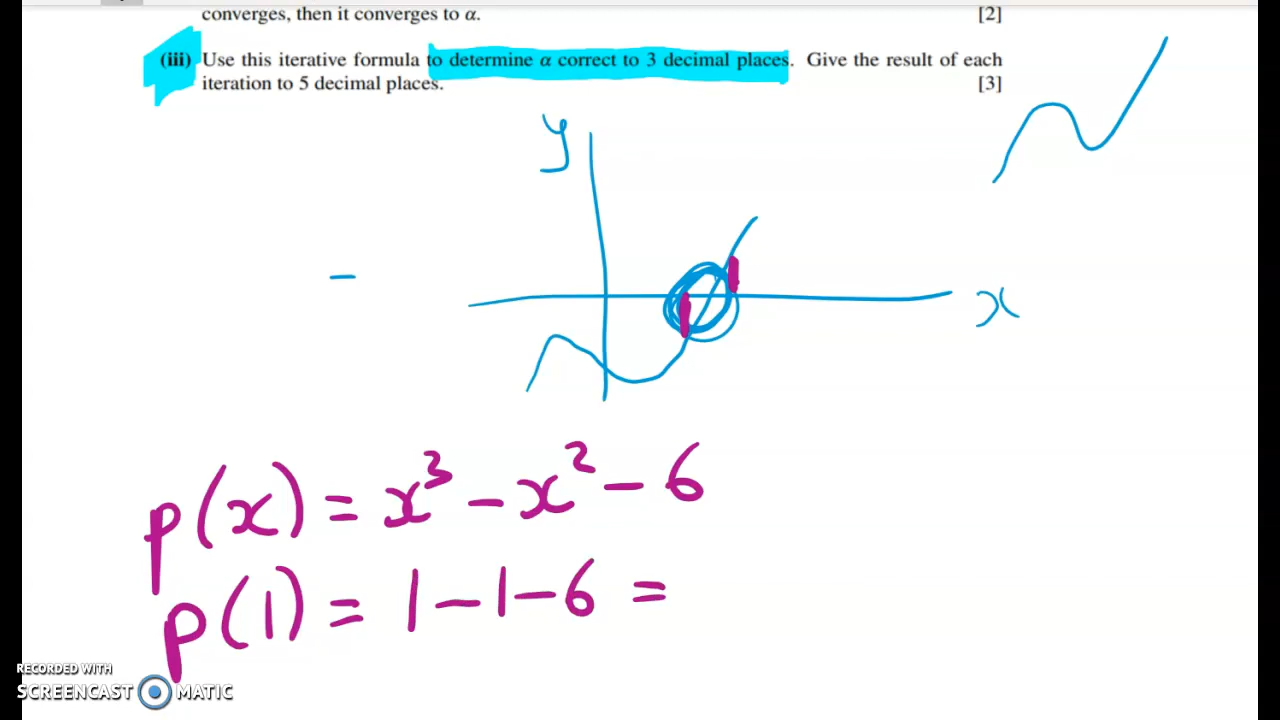 converges, then it converges to α. [2]
(iii) Use this iterative formula to determine α correct to 3 decimal places. Give the result of each
iteration to 5 decimal places. [3]
y
x
p(x) = x³ - x² - 6
p(1) = 1 - 1 - 6 =
RECORDED WITH
SCREENCAST MATIC